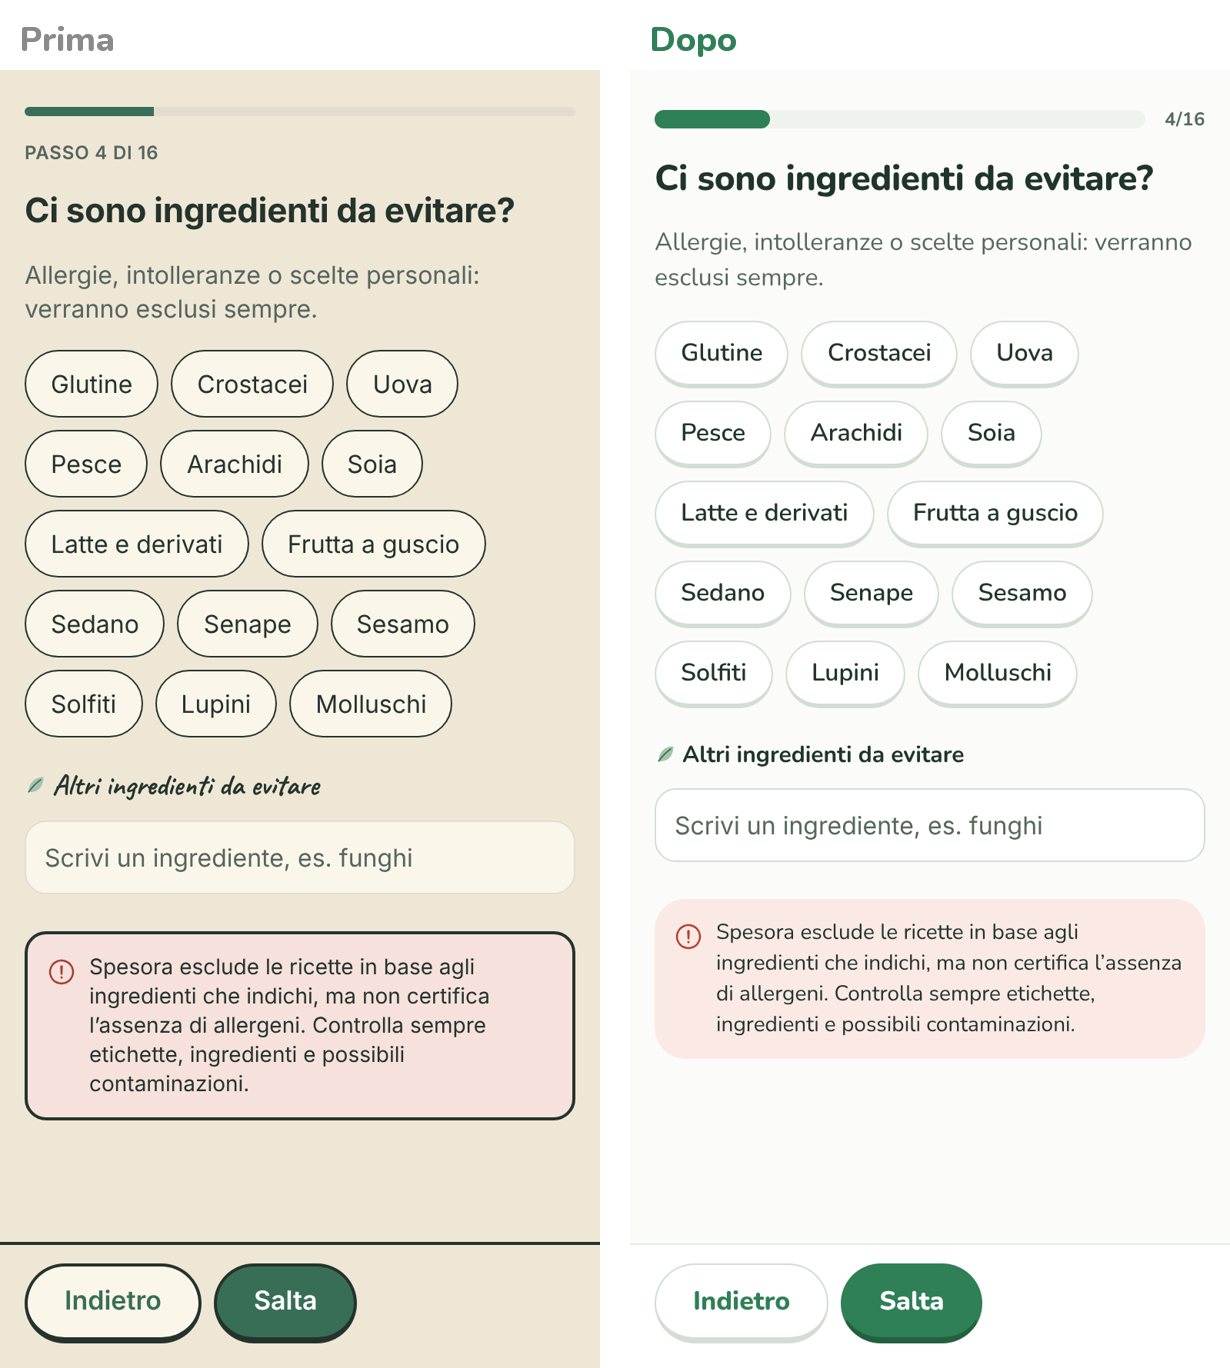 Prima
PASSO 4 DI 16
Ci sono ingredienti da evitare?
Allergie, intolleranze o scelte personali:
verranno esclusi sempre.
Glutine
Crostacei
Uova
Pesce
Arachidi
Soia
Latte e derivati
Frutta a guscio
Sedano
Senape
Sesamo
Solfiti
Lupini
Molluschi
Altri ingredienti da evitare
Scrivi un ingrediente, es. funghi
Spesora esclude le ricette in base agli
ingredienti che indichi, ma non certifica
l’assenza di allergeni. Controlla sempre
etichette, ingredienti e possibili
contaminazioni.
Indietro
Salta
Dopo
4/16
Ci sono ingredienti da evitare?
Allergie, intolleranze o scelte personali: verranno
esclusi sempre.
Glutine
Crostacei
Uova
Pesce
Arachidi
Soia
Latte e derivati
Frutta a guscio
Sedano
Senape
Sesamo
Solfiti
Lupini
Molluschi
Altri ingredienti da evitare
Scrivi un ingrediente, es. funghi
Spesora esclude le ricette in base agli
ingredienti che indichi, ma non certifica l’assenza
di allergeni. Controlla sempre etichette,
ingredienti e possibili contaminazioni.
Indietro
Salta